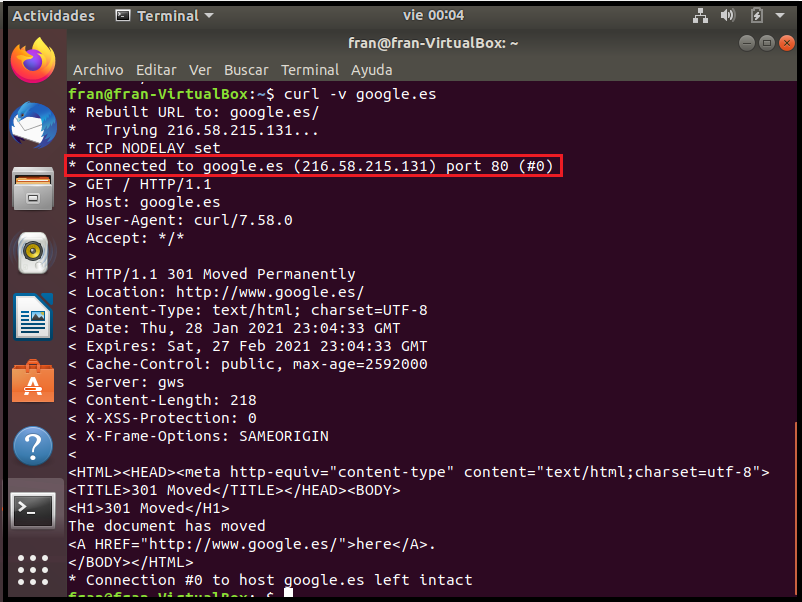 Actividades Terminal vie 00:04
fran@fran-VirtualBox: ~
Archivo Editar Ver Buscar Terminal Ayuda
fran@fran-VirtualBox:~$ curl -v google.es
* Rebuilt URL to: google.es/
*   Trying 216.58.215.131...
* TCP_NODELAY set
* Connected to google.es (216.58.215.131) port 80 (#0)
> GET / HTTP/1.1
> Host: google.es
> User-Agent: curl/7.58.0
> Accept: */*
>
< HTTP/1.1 301 Moved Permanently
< Location: http://www.google.es/
< Content-Type: text/html; charset=UTF-8
< Date: Thu, 28 Jan 2021 23:04:33 GMT
< Expires: Sat, 27 Feb 2021 23:04:33 GMT
< Cache-Control: public, max-age=2592000
< Server: gws
< Content-Length: 218
< X-XSS-Protection: 0
< X-Frame-Options: SAMEORIGIN
<
<HTML><HEAD><meta http-equiv="content-type" content="text/html;charset=utf-8">
<TITLE>301 Moved</TITLE></HEAD><BODY>
<H1>301 Moved</H1>
The document has moved
<A HREF="http://www.google.es/">here</A>.
</BODY></HTML>
* Connection #0 to host google.es left intact
fran@fran-VirtualBox:~$